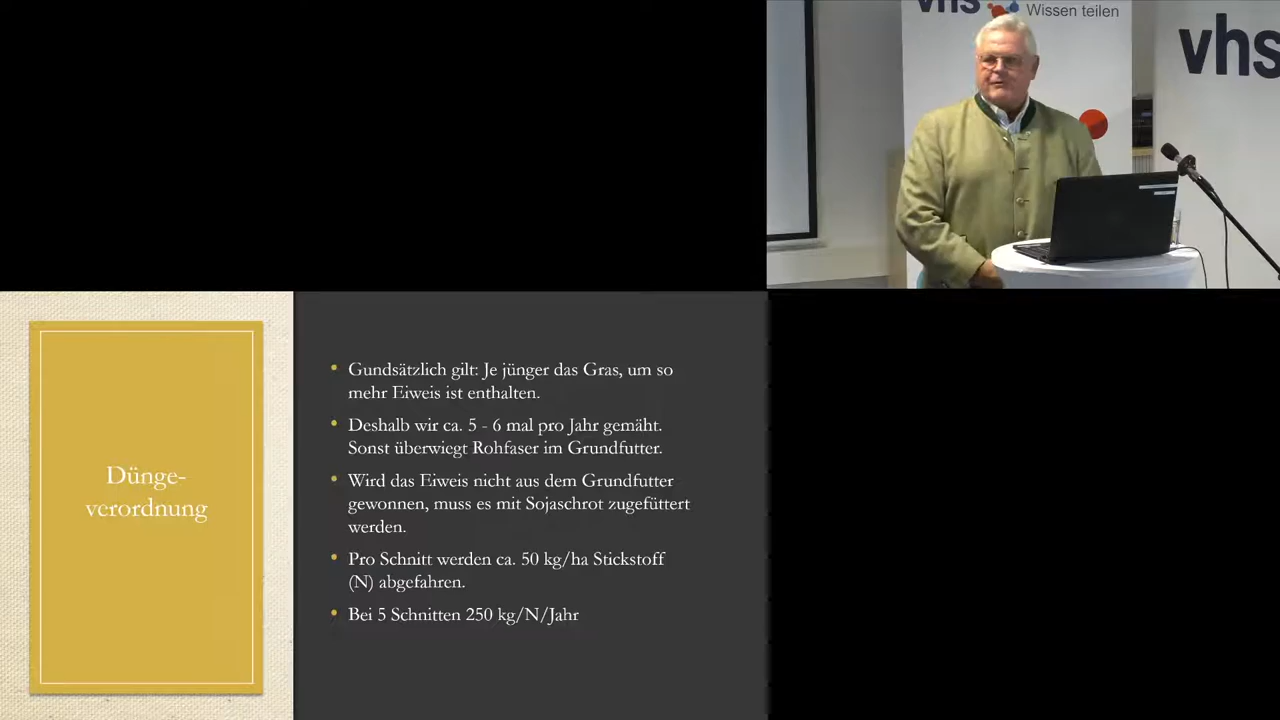 vhs
Wissen teilen
vhs
Dünge-
verordnung
• Gundsätzlich gilt: Je jünger das Gras, um so
mehr Eiweis ist enthalten.
• Deshalb wir ca. 5 - 6 mal pro Jahr gemäht.
Sonst überwiegt Rohfaser im Grundfutter.
• Wird das Eiweis nicht aus dem Grundfutter
gewonnen, muss es mit Sojaschrot zugefüttert
werden.
• Pro Schnitt werden ca. 50 kg/ha Stickstoff
(N) abgefahren.
• Bei 5 Schnitten 250 kg/N/Jahr